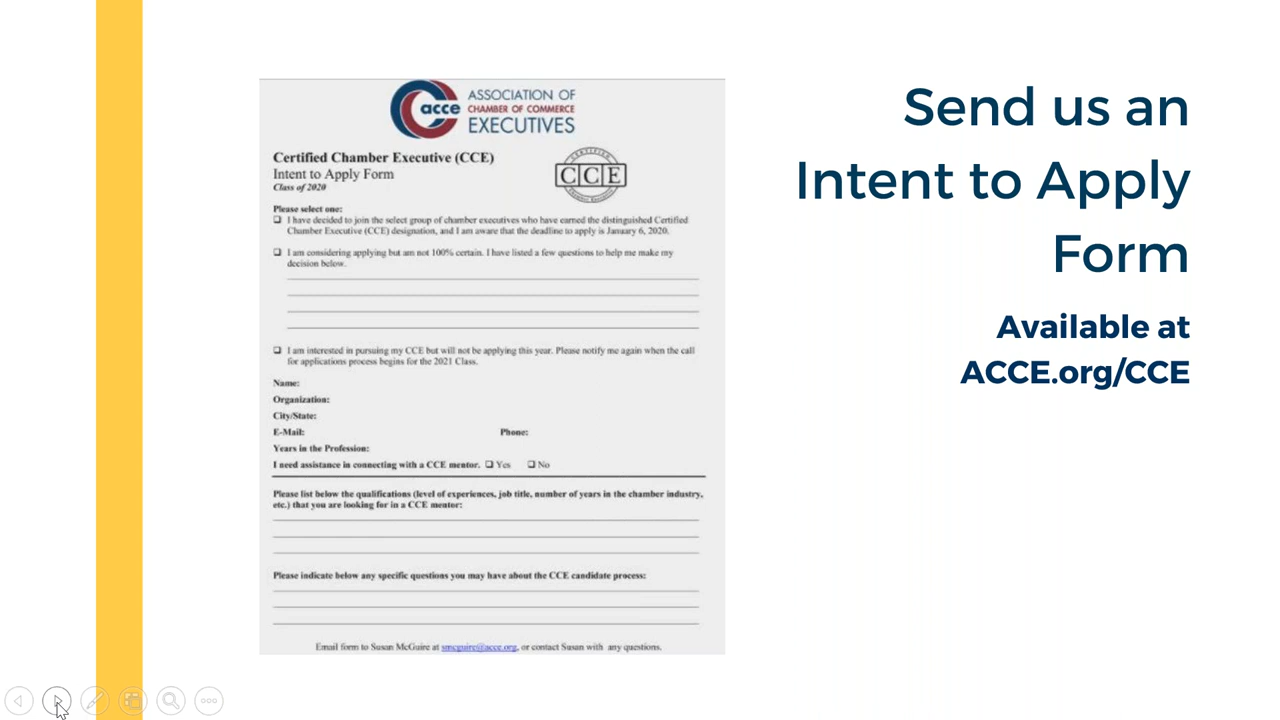 acce
ASSOCIATION OF
CHAMBER OF COMMERCE
EXECUTIVES
Certified Chamber Executive (CCE)
Intent to Apply Form
Class of 2020
CERTIFIED
CCE
Please select one:
I have decided to join the select group of chamber executives who have earned the distinguished Certified
Chamber Executive (CCE) designation, and I am aware that the deadline to apply is January 6, 2020.
I am considering applying but am not 100% certain. I have listed a few questions to help me make my
decision below.
I am interested in pursuing my CCE but will not be applying this year. Please notify me again when the call
for applications process begins for the 2021 Class.
Name:
Organization:
City/State:
E-Mail: Phone:
Years in the Profession:
I need assistance in connecting with a CCE mentor. Yes No
Please list below the qualifications (level of experiences, job title, number of years in the chamber industry,
etc.) that you are looking for in a CCE mentor:
Please indicate below any specific questions you may have about the CCE candidate process:
Email form to Susan McGuire at smcguire@acce.org, or contact Susan with any questions.
Send us an
Intent to Apply
Form
Available at
ACCE.org/CCE